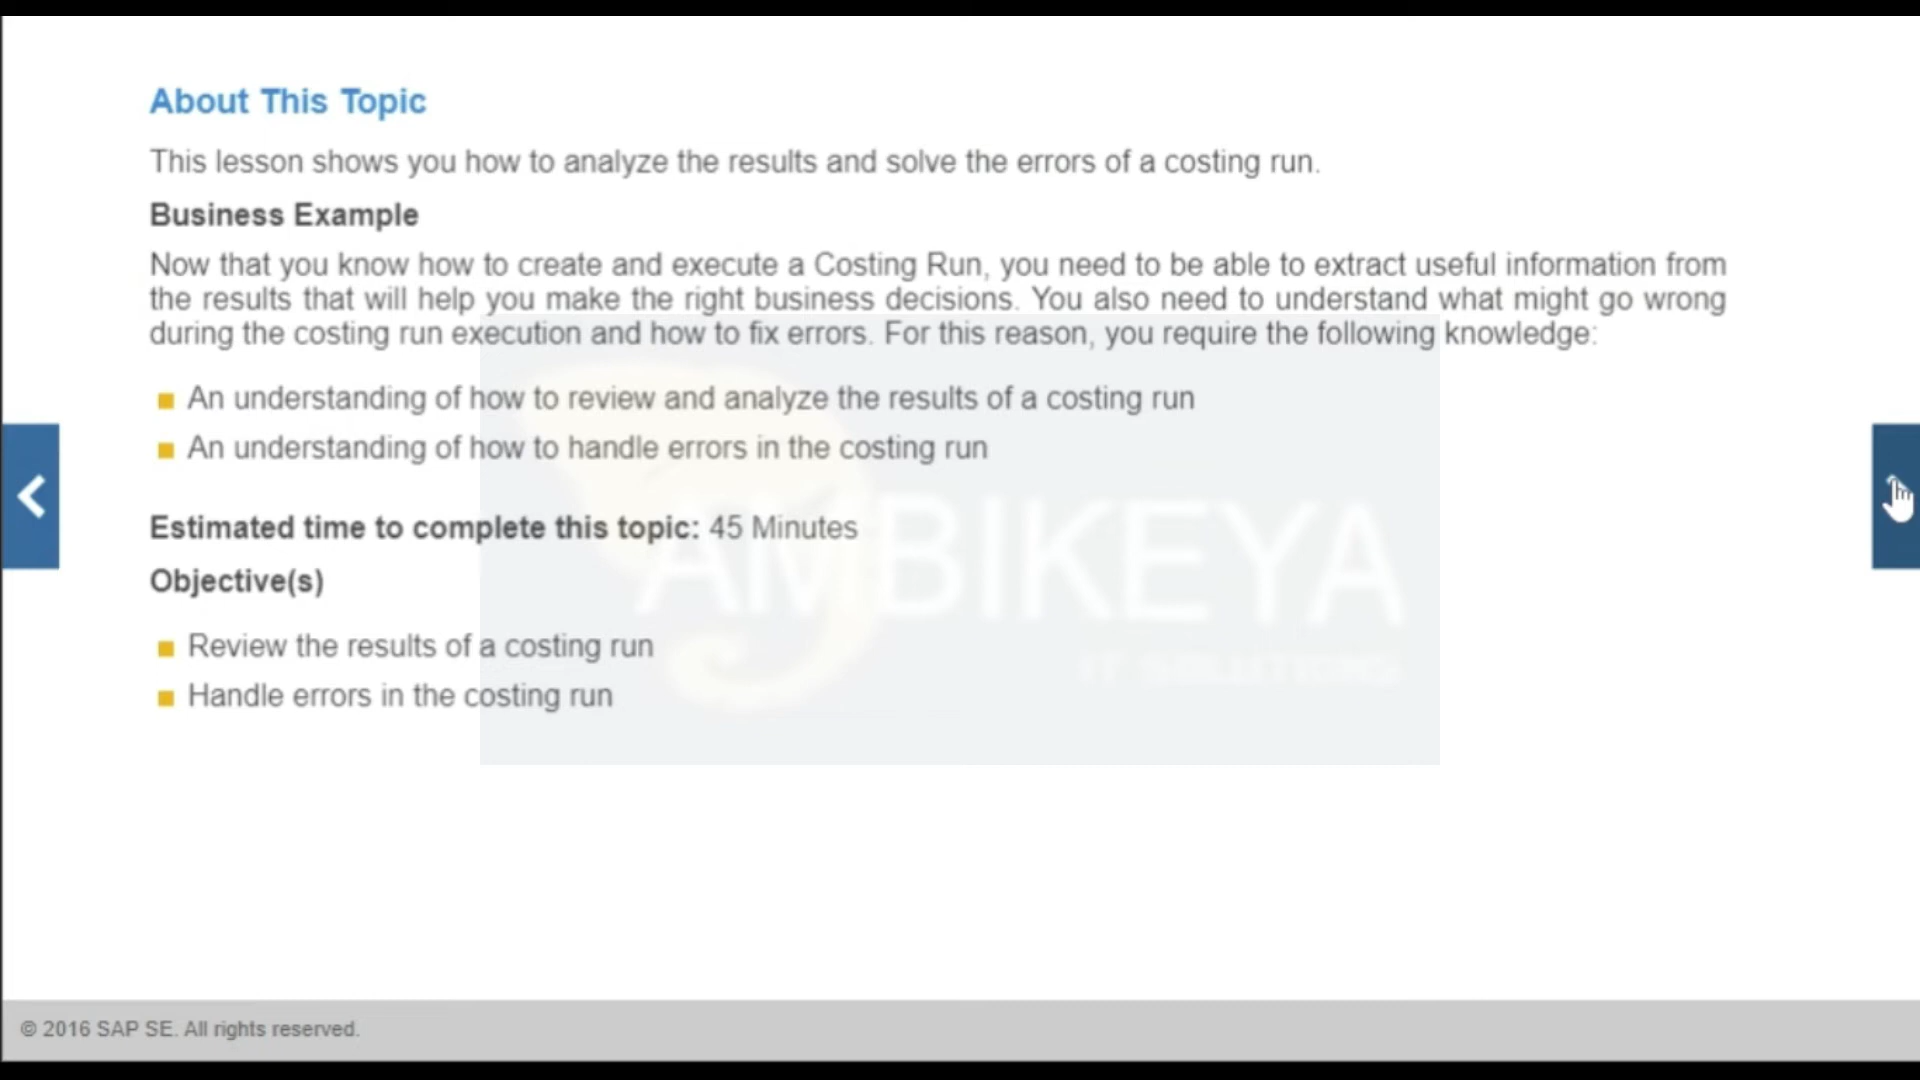 About This Topic
This lesson shows you how to analyze the results and solve the errors of a costing run.
Business Example
Now that you know how to create and execute a Costing Run, you need to be able to extract useful information from
the results that will help you make the right business decisions. You also need to understand what might go wrong
during the costing run execution and how to fix errors. For this reason, you require the following knowledge:
An understanding of how to review and analyze the results of a costing run
An understanding of how to handle errors in the costing run
Estimated time to complete this topic: 45 Minutes
AMBIKEYA
IT SOLUTIONS
Objective(s)
Review the results of a costing run
Handle errors in the costing run
© 2016 SAP SE. All rights reserved.